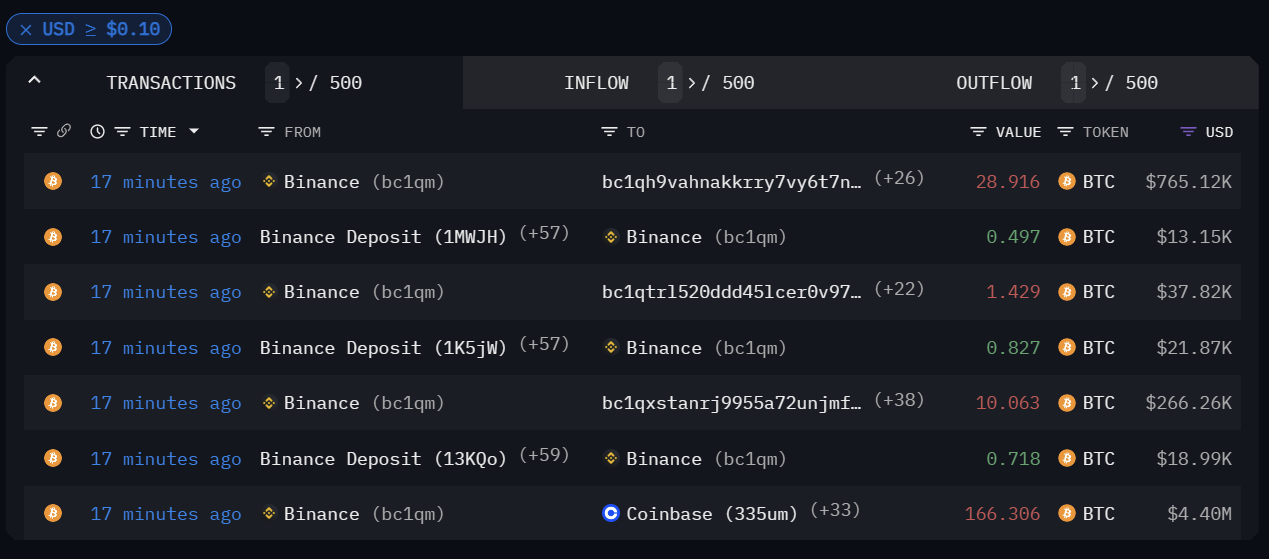 × USD ≥ $0.10
TRANSACTIONS 1 > / 500 INFLOW 1 > / 500 OUTFLOW 1 > / 500
TIME FROM TO VALUE TOKEN USD
17 minutes ago Binance (bc1qm) bc1qh9vahnakkrry7vy6t7n… (+26) 28.916 BTC $765.12K
17 minutes ago Binance Deposit (1MWJH) (+57) Binance (bc1qm) 0.497 BTC $13.15K
17 minutes ago Binance (bc1qm) bc1qtrl520ddd45lcer0v97… (+22) 1.429 BTC $37.82K
17 minutes ago Binance Deposit (1K5jW) (+57) Binance (bc1qm) 0.827 BTC $21.87K
17 minutes ago Binance (bc1qm) bc1qxstanrj9955a72unjmf… (+38) 10.063 BTC $266.26K
17 minutes ago Binance Deposit (13KQo) (+59) Binance (bc1qm) 0.718 BTC $18.99K
17 minutes ago Binance (bc1qm) Coinbase (335um) (+33) 166.306 BTC $4.40M